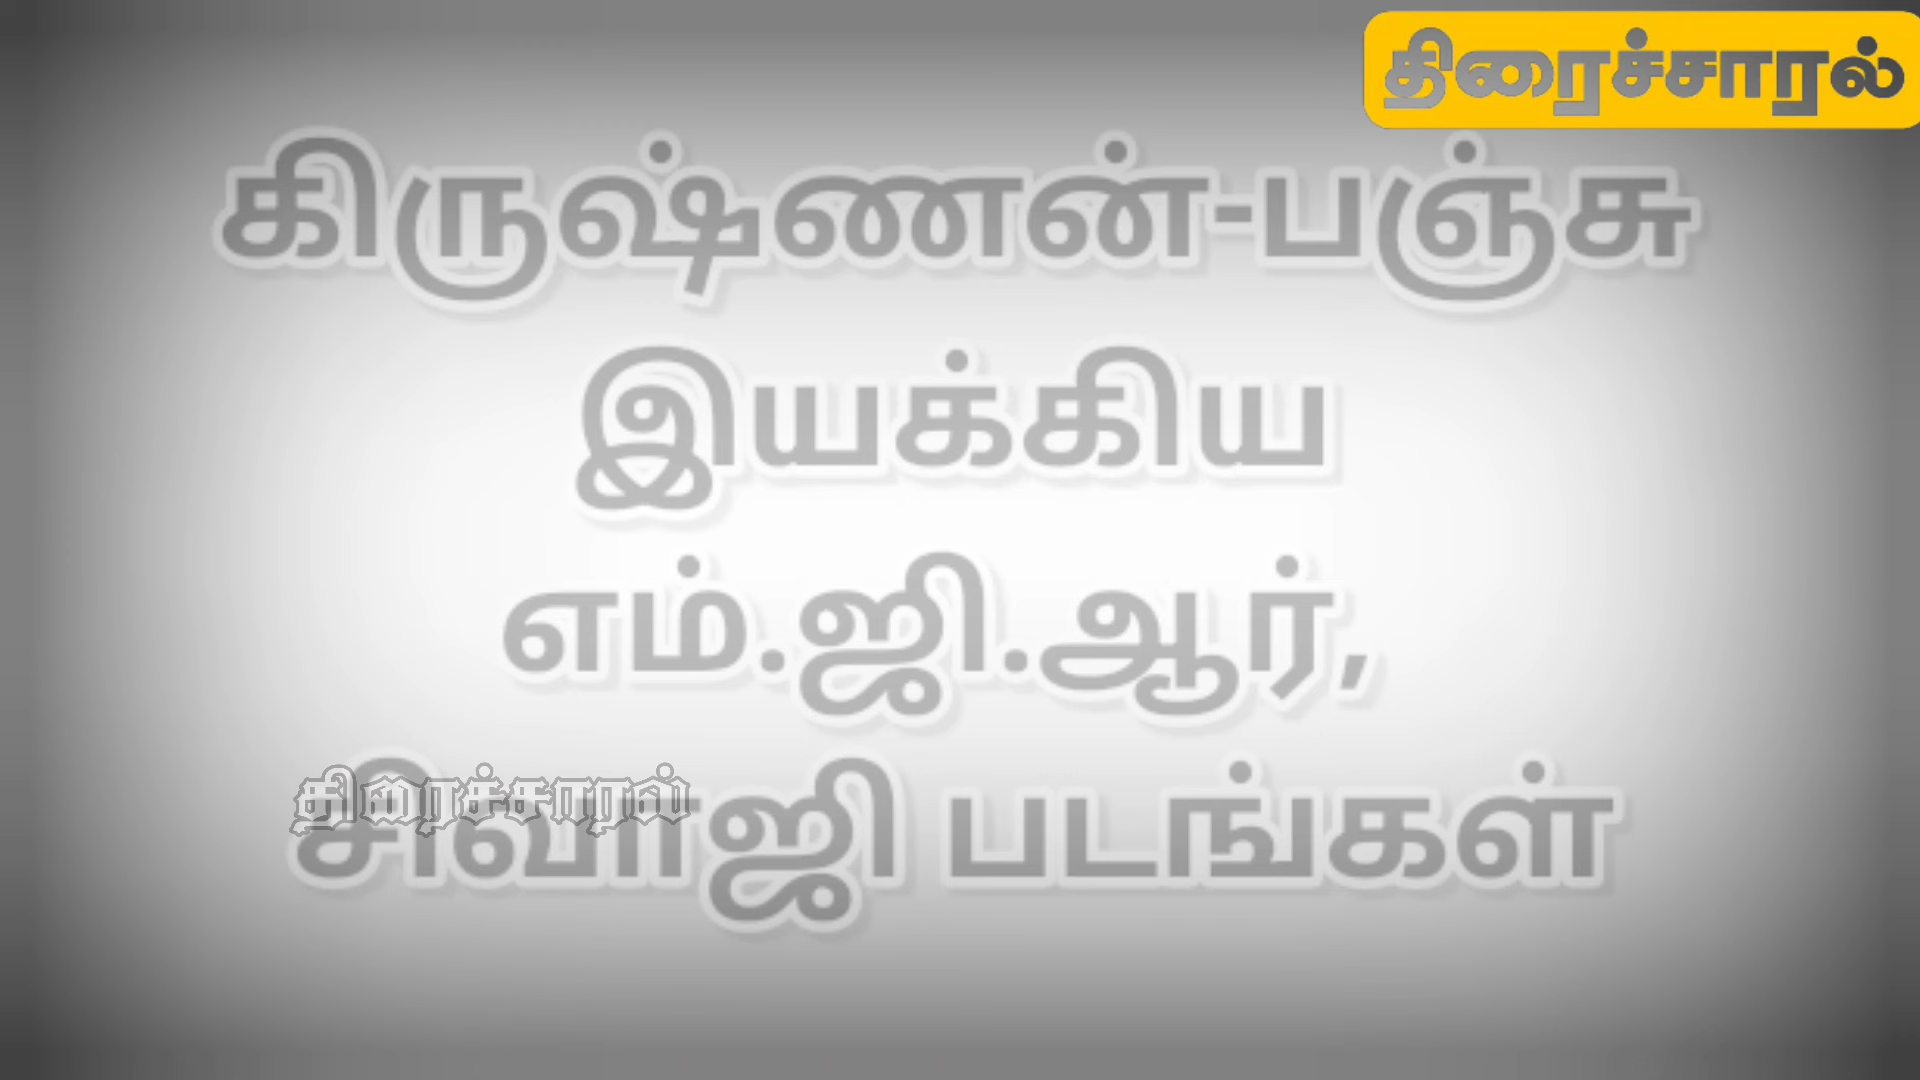 திரைச்சாரல்
கிருஷ்ணன்-பஞ்சு
இயக்கிய
எம்.ஜி.ஆர்,
சிவாஜி படங்கள்
திரைச்சாரல்